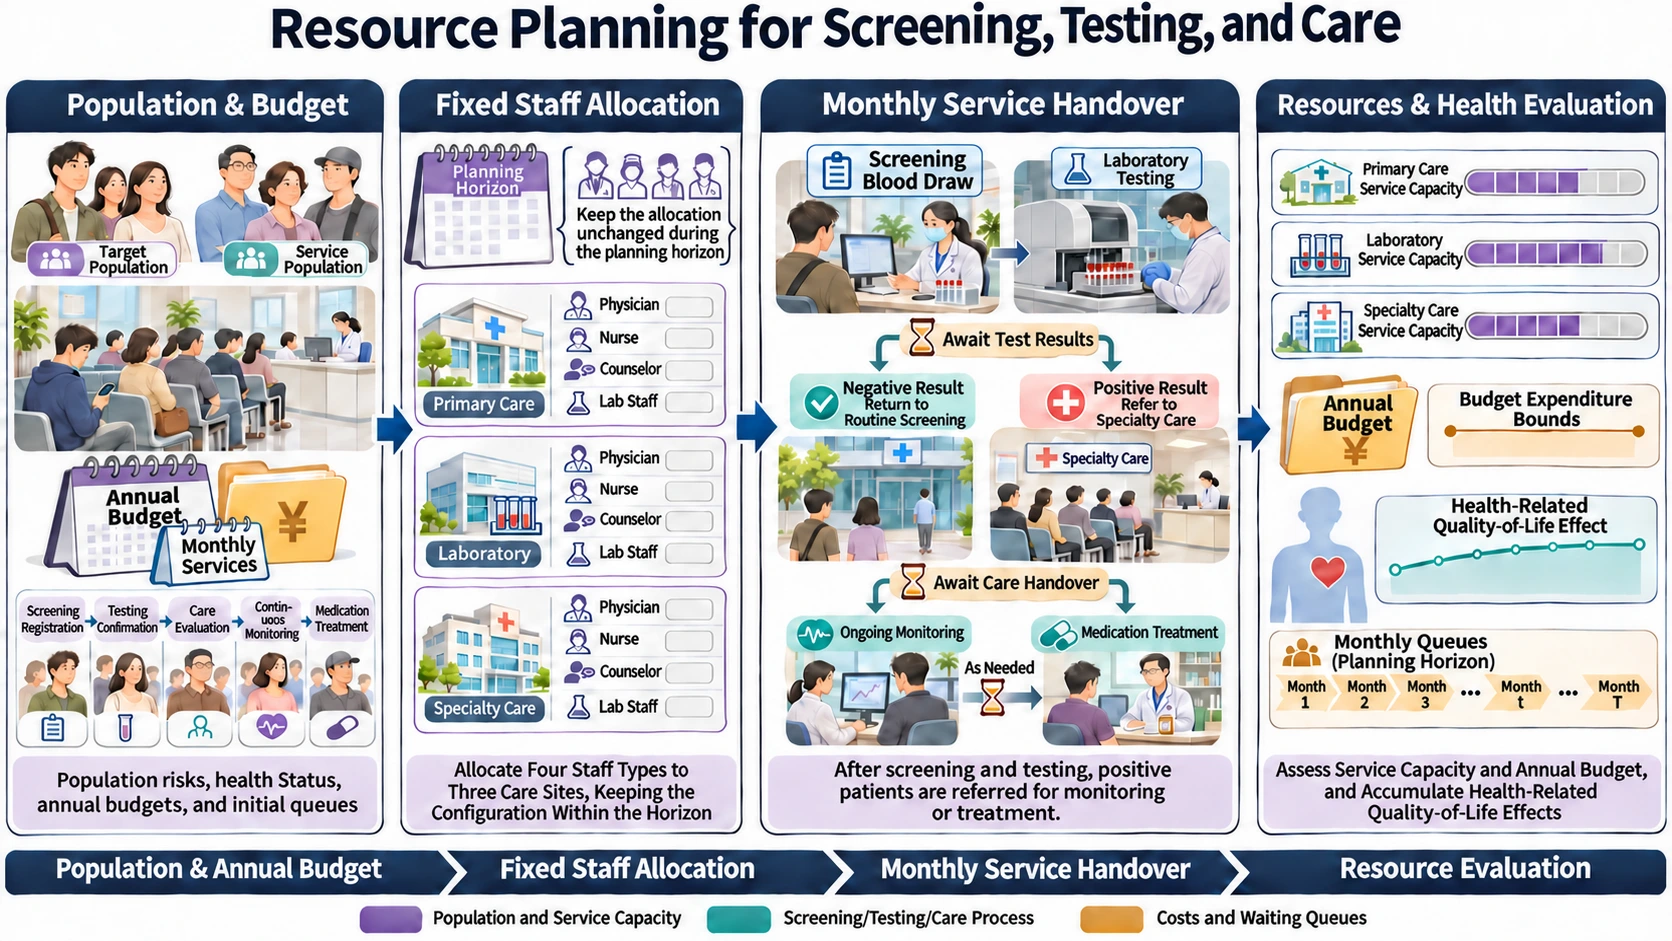 Resource Planning for Screening, Testing, and Care
Population & Budget
Target
Population
Service
Population
Annual
Budget
Monthly
Services
¥
Screening
Registration
Testing
Confirmation
Care
Evaluation
Contin-
uoos
Monitoring
Medication
Treatment
Population risks, health Status,
annual budgets, and initial queues
Fixed Staff Allocation
Planning
Horizon
Keep the allocation
unchanged during
the planning horizon
Primary Care
Physician
Nurse
Counselor
Lab Staff
Laboratory
Physician
Nurse
Counselor
Lab Staff
Specialty Care
Physician
Nurse
Counselor
Lab Staff
Allocate Four Staff Types to
Three Care Sites, Keeping the
Configuration Within the Horizon
Monthly Service Handover
Screening
Blood Draw
Laboratory
Testing
Await Test Results
Negative Result
Return to
Routine Screening
Positive Result
Refer to
Specialty Care
Specialty Care
Await Care Handover
Ongoing Monitoring
Medication Treatment
As Needed
After screening and testing, positive
patients are referred for monitoring
or treatment.
Resources & Health Evaluation
Primary Care
Service Capacity
Laboratory
Service Capacity
Specialty Care
Service Capacity
Annual
Budget
¥
Budget Expenditure
Bounds
Health-Related
Quality-of-Life Effect
Monthly Queues
(Planning Horizon)
Month
1
Month
2
Month
3
...
Month
t
...
Month
T
Assess Service Capacity and Annual Budget,
and Accumulate Health-Related
Quality-of-Life Effects
Population & Annual Budget
Fixed Staff Allocation
Monthly Service Handover
Resource Evaluation
Population and Service Capacity
Screening/Testing/Care Process
Costs and Waiting Queues